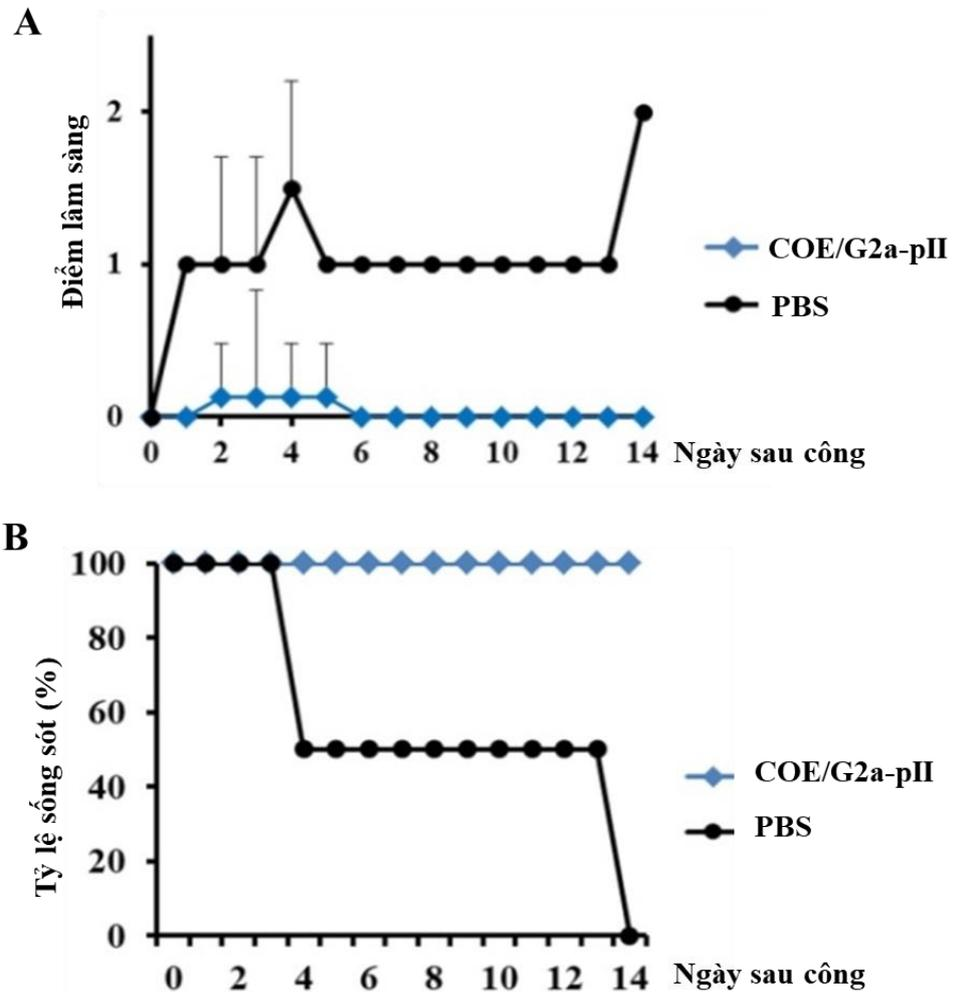 A
Điểm lâm sàng
2
1
0
0 2 4 6 8 10 12 14 Ngày sau công
COE/G2a-pII
PBS
B
Tỷ lệ sống sót (%)
100
80
60
40
20
0
0 2 4 6 8 10 12 14 Ngày sau công
COE/G2a-pII
PBS